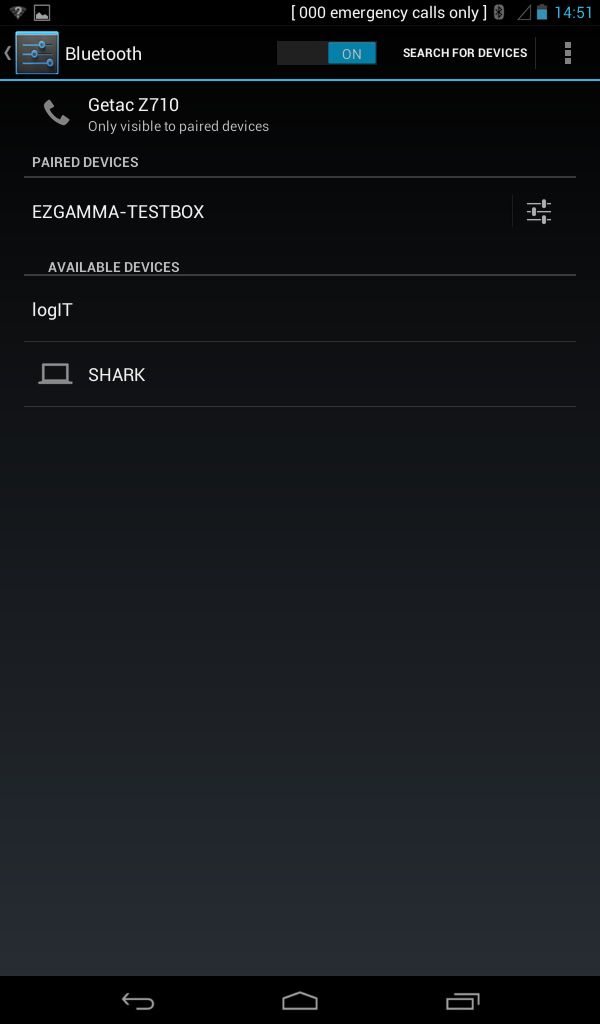 [ 000 emergency calls only ] 14:51
Bluetooth ON SEARCH FOR DEVICES
Getac Z710
Only visible to paired devices
PAIRED DEVICES
EZGAMMA-TESTBOX
AVAILABLE DEVICES
logIT
SHARK